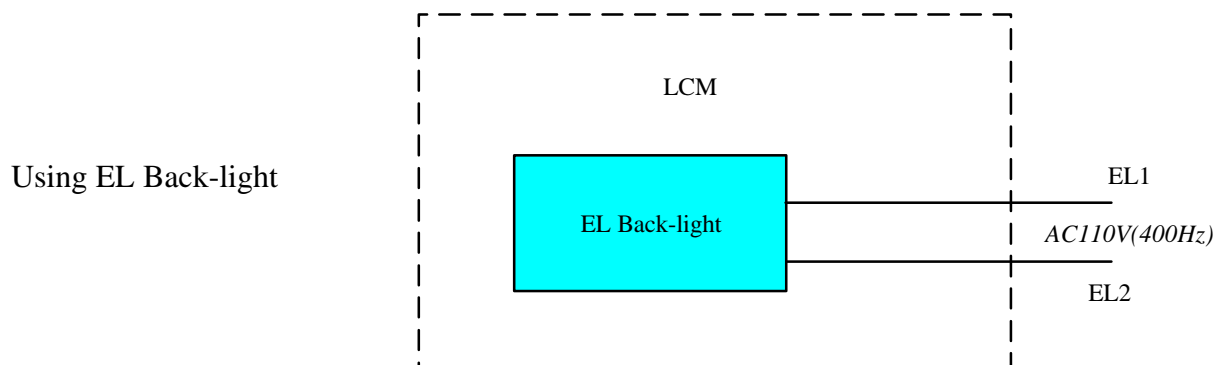 LCM
Using EL Back-light
EL1
EL Back-light
AC110V(400Hz)
EL2